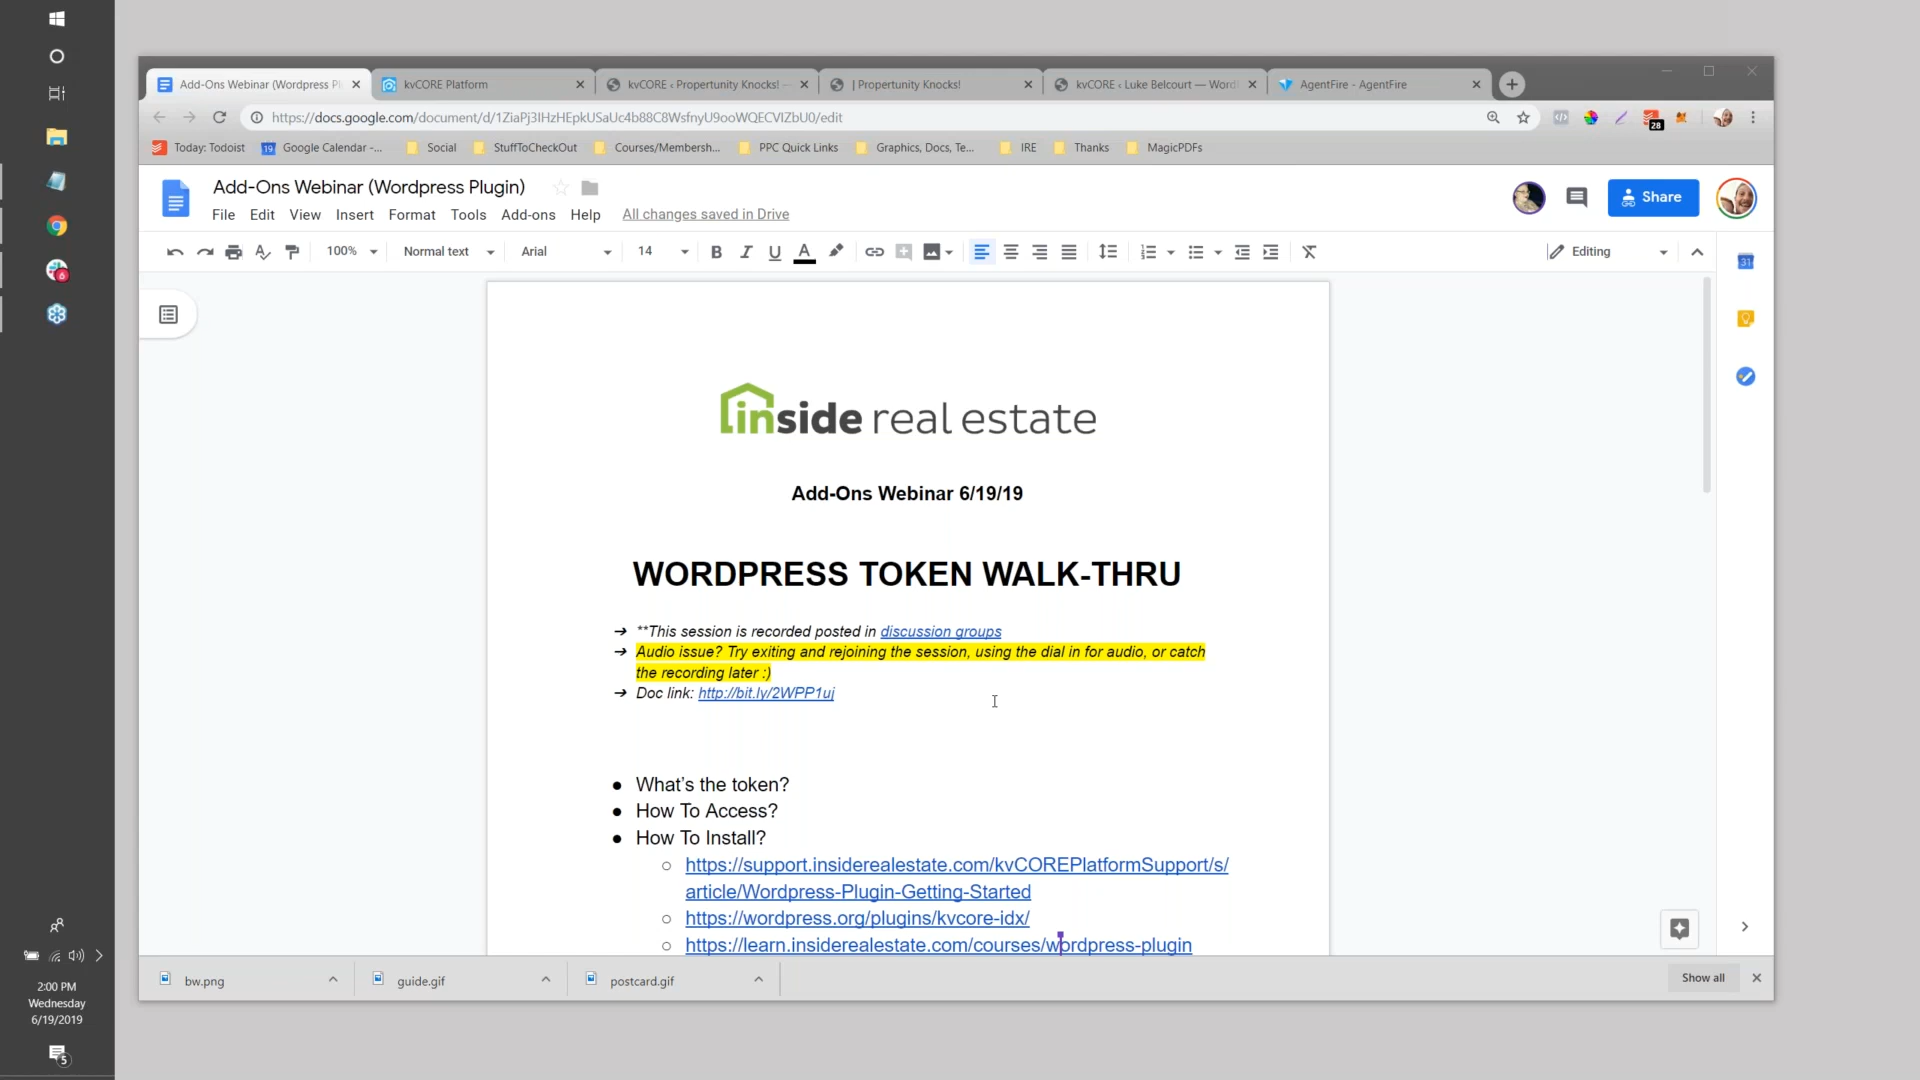 Add-Ons Webinar (Wordpress Pl
kvCORE Platform
kvCORE ‹ Propertunity Knocks! —
| Propertunity Knocks!
kvCORE ‹ Luke Belcourt — Word
AgentFire - AgentFire
https://docs.google.com/document/d/1ZiaPj3IHzHEpkUSaUc4b88C8WsfnyU9ooWQECVIZbU0/edit
28
Today: Todoist
19
Google Calendar -...
Social
StuffToCheckOut
Courses/Membersh...
PPC Quick Links
Graphics, Docs, Te...
IRE
Thanks
MagicPDFs
Add-Ons Webinar (Wordpress Plugin)
Share
File Edit View Insert Format Tools Add-ons Help All changes saved in Drive
100% Normal text Arial 14 B I U A Editing
31
inside real estate
Add-Ons Webinar 6/19/19
WORDPRESS TOKEN WALK-THRU
➔ **This session is recorded posted in discussion groups
➔ Audio issue? Try exiting and rejoining the session, using the dial in for audio, or catch
the recording later :)
➔ Doc link: http://bit.ly/2WPP1uj
● What's the token?
● How To Access?
● How To Install?
○ https://support.insiderealestate.com/kvCOREPlatformSupport/s/
article/Wordpress-Plugin-Getting-Started
○ https://wordpress.org/plugins/kvcore-idx/
○ https://learn.insiderealestate.com/courses/wordpress-plugin
bw.png
guide.gif
postcard.gif
Show all
6
2:00 PM
Wednesday
6/19/2019
5